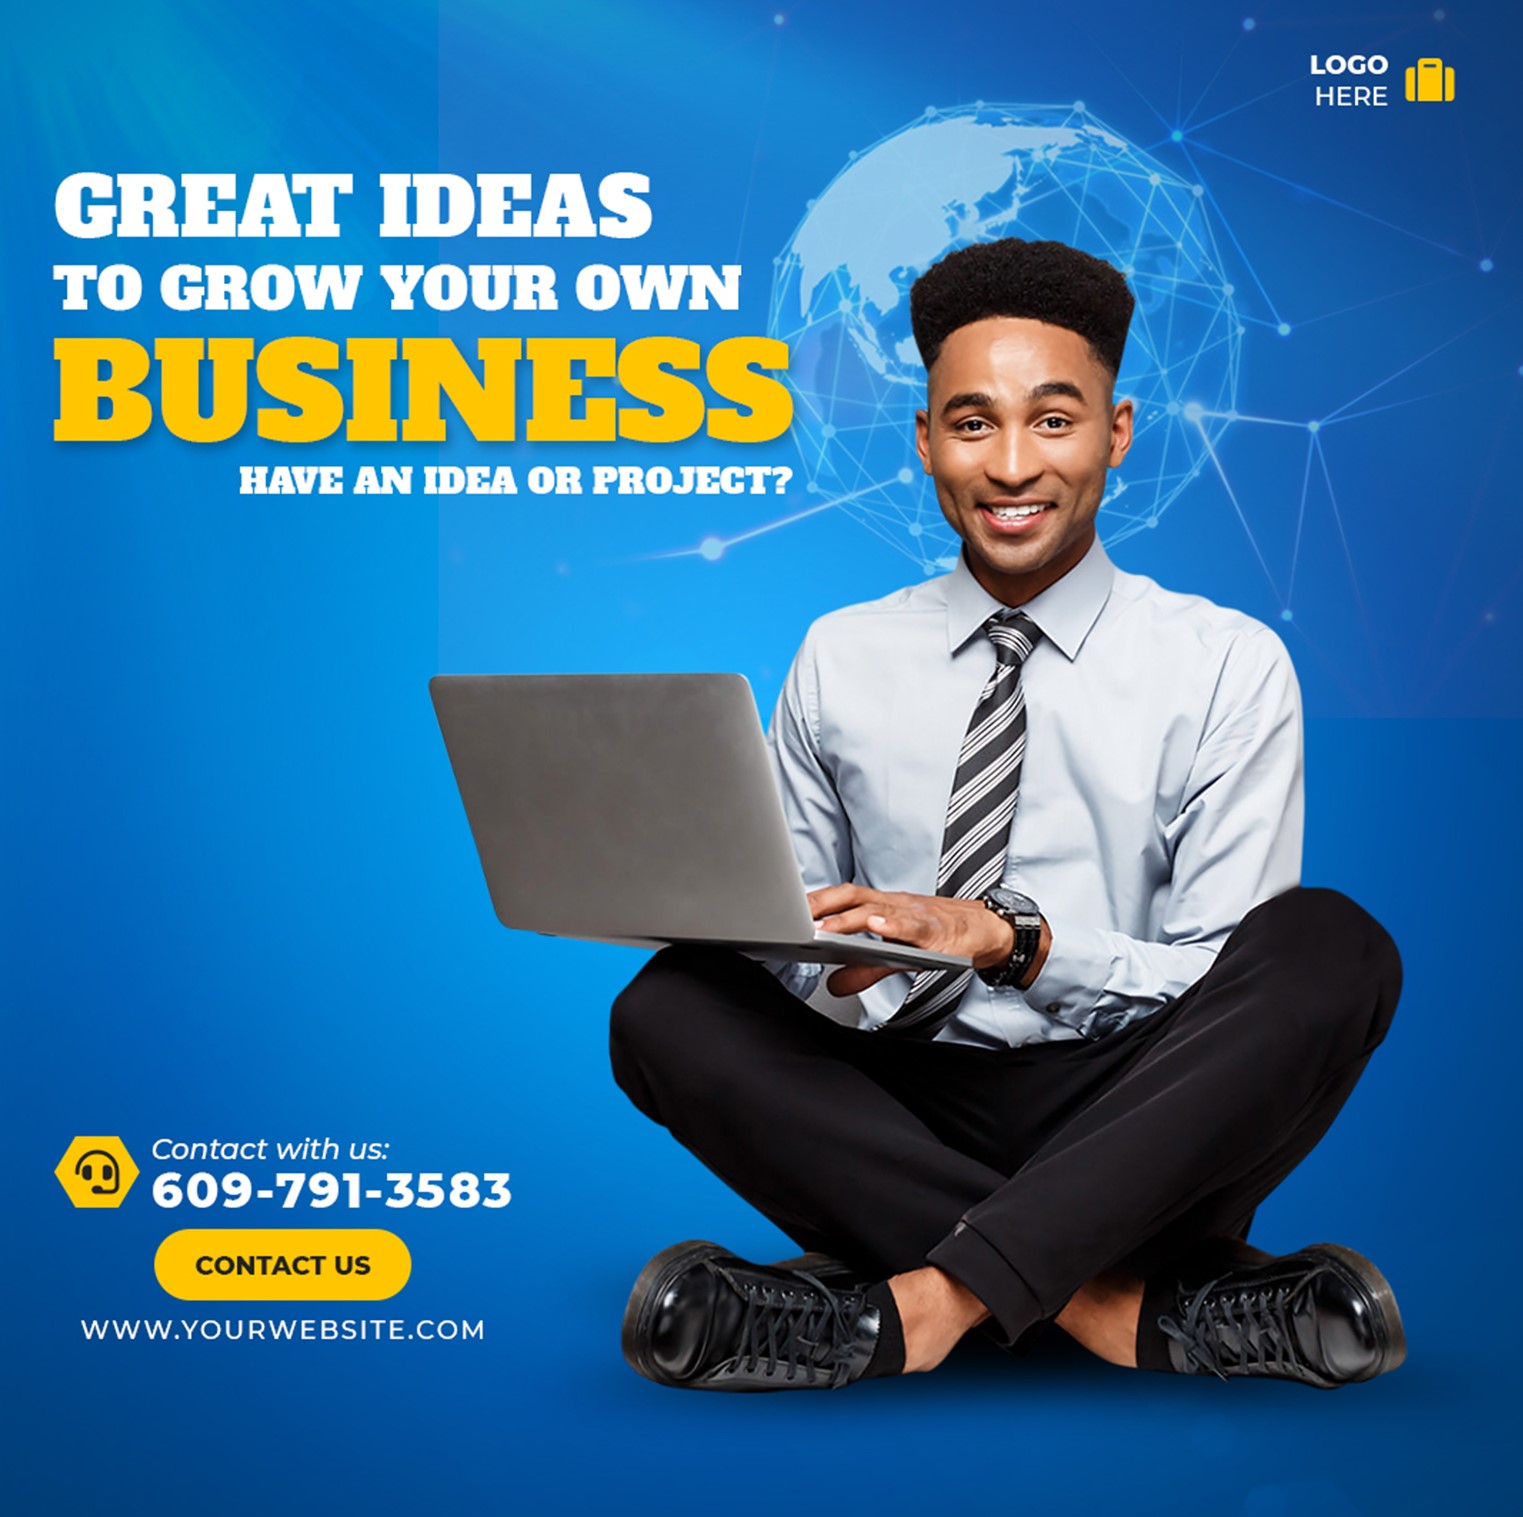 LOGO
HERE
GREAT IDEAS
TO GROW YOUR OWN
BUSINESS
HAVE AN IDEA OR PROJECT?
Contact with us:
609-791-3583
CONTACT US
WWW.YOURWEBSITE.COM